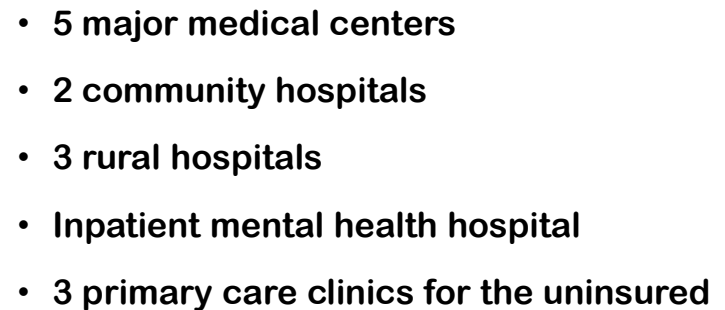 • 5 major medical centers
• 2 community hospitals
• 3 rural hospitals
• Inpatient mental health hospital
• 3 primary care clinics for the uninsured